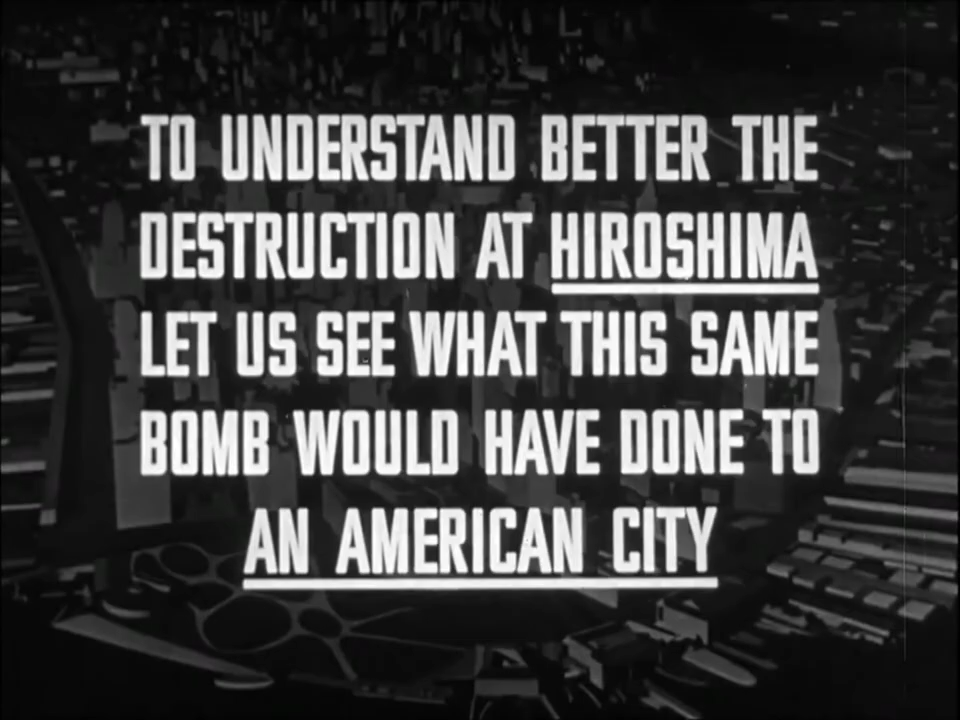 TO UNDERSTAND BETTER THE
DESTRUCTION AT HIROSHIMA
LET US SEE WHAT THIS SAME
BOMB WOULD HAVE DONE TO
AN AMERICAN CITY